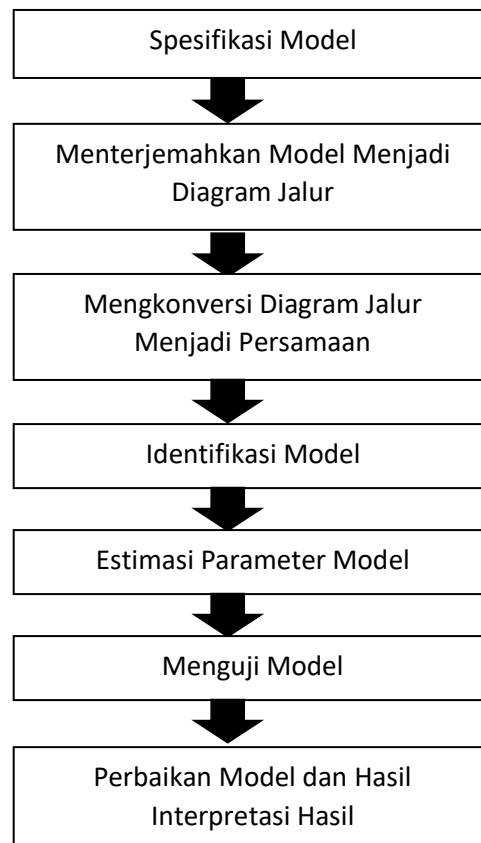 Spesifikasi Model
Menterjemahkan Model Menjadi
Diagram Jalur
Mengkonversi Diagram Jalur
Menjadi Persamaan
Identifikasi Model
Estimasi Parameter Model
Menguji Model
Perbaikan Model dan Hasil
Interpretasi Hasil